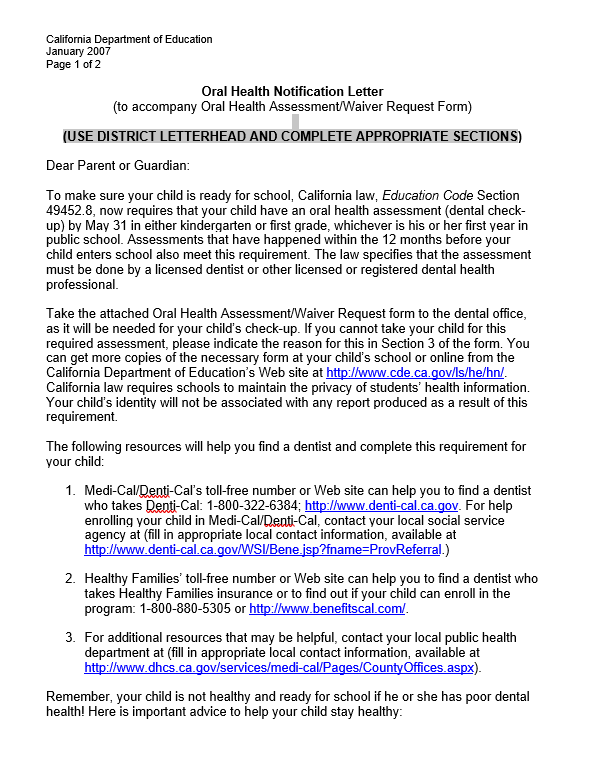 California Department of Education
January 2007
Page 1 of 2
Oral Health Notification Letter
(to accompany Oral Health Assessment/Waiver Request Form)
(USE DISTRICT LETTERHEAD AND COMPLETE APPROPRIATE SECTIONS)
Dear Parent or Guardian:
To make sure your child is ready for school, California law, Education Code Section
49452.8, now requires that your child have an oral health assessment (dental check-
up) by May 31 in either kindergarten or first grade, whichever is his or her first year in
public school. Assessments that have happened within the 12 months before your
child enters school also meet this requirement. The law specifies that the assessment
must be done by a licensed dentist or other licensed or registered dental health
professional.
Take the attached Oral Health Assessment/Waiver Request form to the dental office,
as it will be needed for your child's check-up. If you cannot take your child for this
required assessment, please indicate the reason for this in Section 3 of the form. You
can get more copies of the necessary form at your child's school or online from the
California Department of Education's Web site at http://www.cde.ca.gov/ls/he/hn/.
California law requires schools to maintain the privacy of students' health information.
Your child's identity will not be associated with any report produced as a result of this
requirement.
The following resources will help you find a dentist and complete this requirement for
your child:
1. Medi-Cal/Denti-Cal's toll-free number or Web site can help you to find a dentist
who takes Denti-Cal: 1-800-322-6384; http://www.denti-cal.ca.gov. For help
enrolling your child in Medi-Cal/Denti-Cal, contact your local social service
agency at (fill in appropriate local contact information, available at
http://www.denti-cal.ca.gov/WSI/Bene.jsp?fname=ProvReferral.)
2. Healthy Families' toll-free number or Web site can help you to find a dentist who
takes Healthy Families insurance or to find out if your child can enroll in the
program: 1-800-880-5305 or http://www.benefitscal.com/.
3. For additional resources that may be helpful, contact your local public health
department at (fill in appropriate local contact information, available at
http://www.dhcs.ca.gov/services/medi-cal/Pages/CountyOffices.aspx).
Remember, your child is not healthy and ready for school if he or she has poor dental
health! Here is important advice to help your child stay healthy: